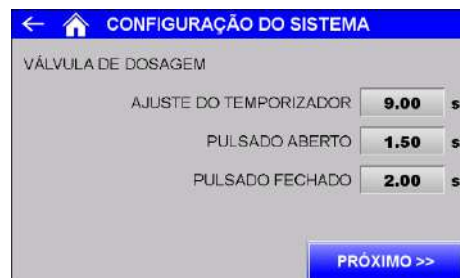 CONFIGURAÇÃO DO SISTEMA
VÁLVULA DE DOSAGEM
AJUSTE DO TEMPORIZADOR 9.00 s
PULSADO ABERTO 1.50 s
PULSADO FECHADO 2.00 s
PRÓXIMO >>